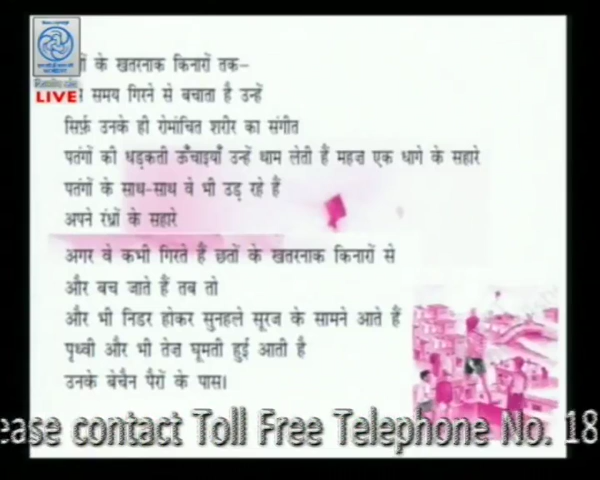 LIVE
के खतरनाक किनारों तक–
समय गिरने से बचाता है उन्हें
सिर्फ़ उनके ही रोमांचित शरीर का संगीत
पतंगों की धड़कती ऊँचाइयाँ उन्हें थाम लेती हैं महज़ एक धागे के सहारे
पतंगों के साथ-साथ वे भी उड़ रहे हैं
अपने रंध्रों के सहारे
अगर वे कभी गिरते हैं छतों के खतरनाक किनारों से
और बच जाते हैं तब तो
और भी निडर होकर सुनहले सूरज के सामने आते हैं
पृथ्वी और भी तेज़ घूमती हुई आती है
उनके बेचैन पैरों के पास।
ease contact Toll Free Telephone No. 18